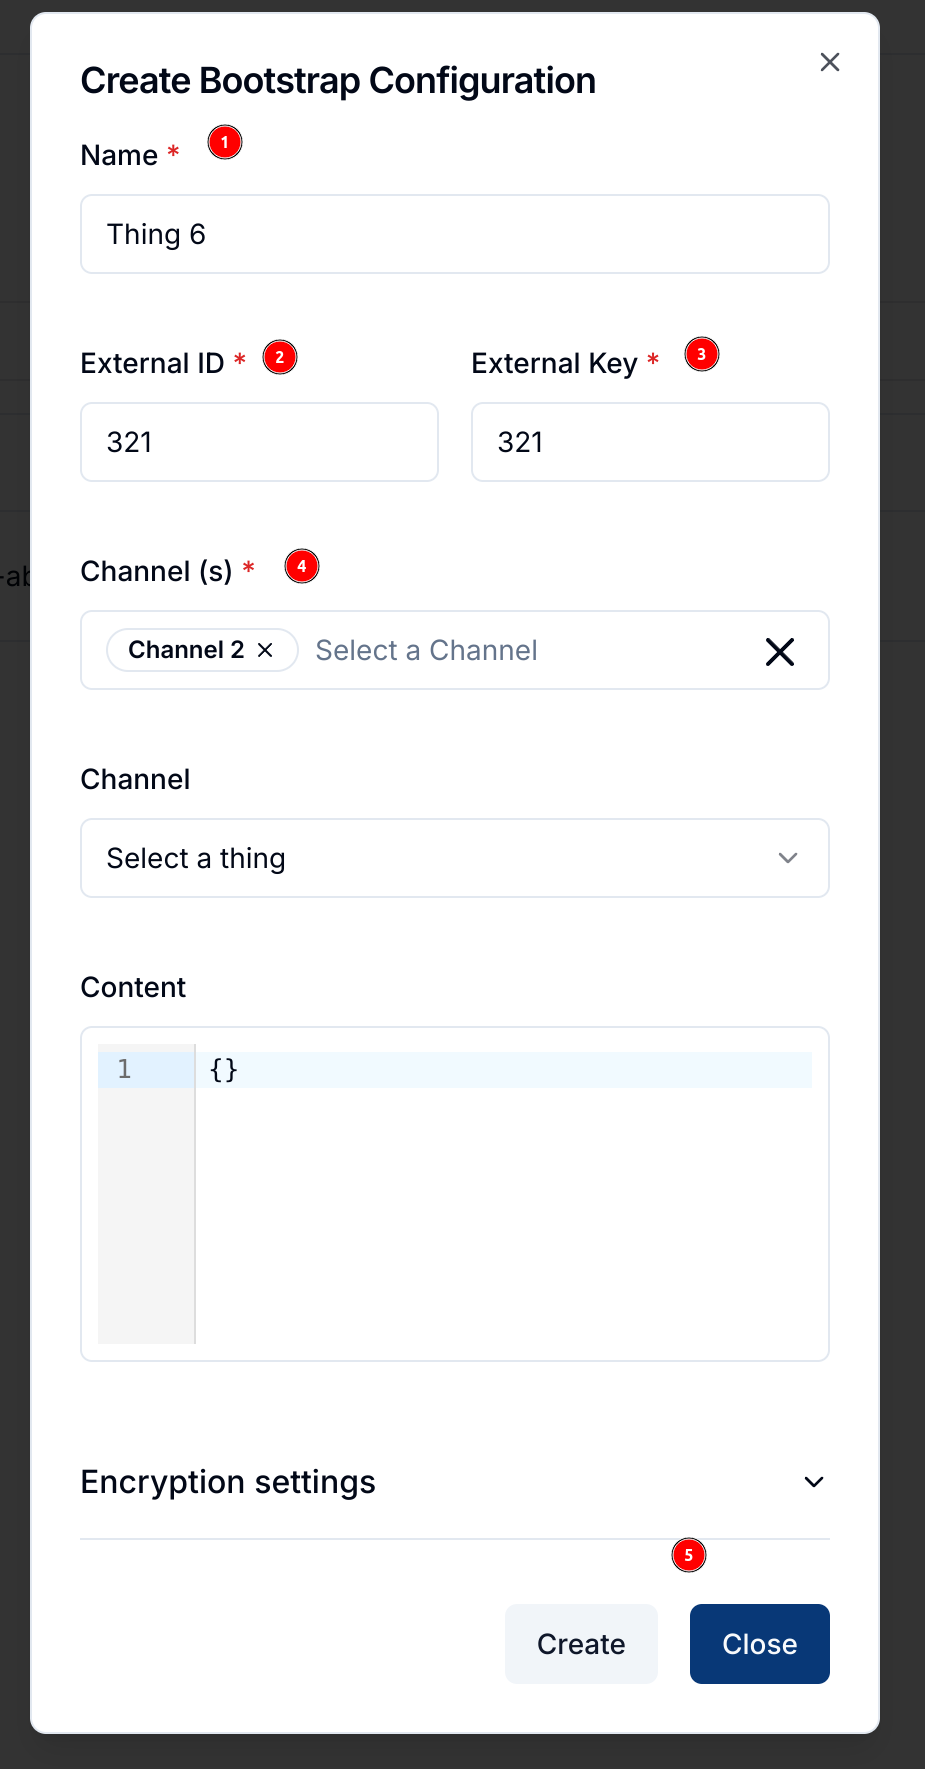 Create Bootstrap Configuration
Name * 1
Thing 6
External ID * 2
External Key * 3
321
321
Channel (s) * 4
-ab
Channel 2 × Select a Channel
Channel
Select a thing
Content
1 {}
Encryption settings
5
Create
Close